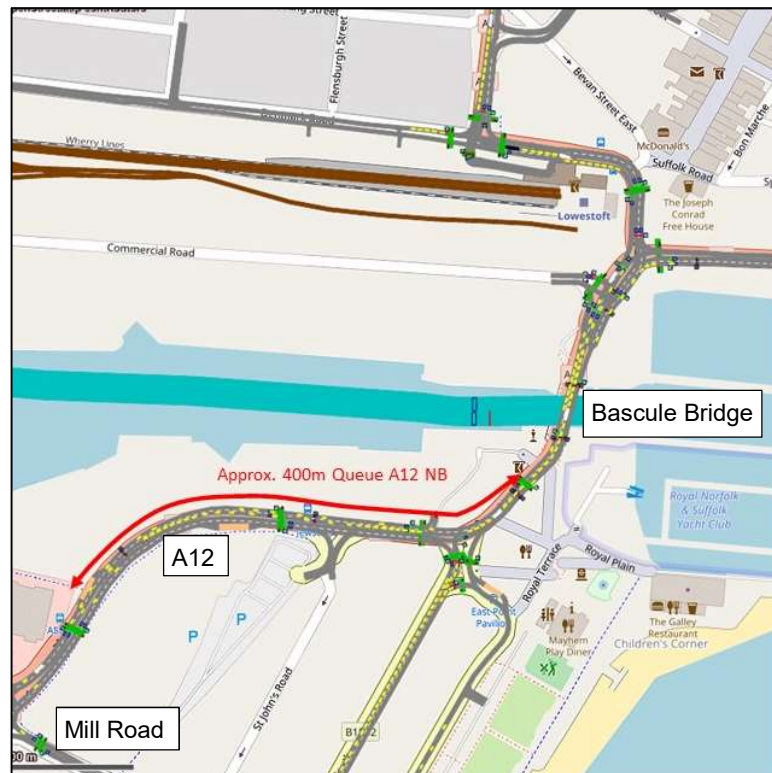 Flensburgh Street
Bevan Street East
Bon Marche
McDonald's
Suffolk Road
Wherry Lines
Lowestoft
The Joseph
Conrad
Free House
Commercial Road
Bascule Bridge
Approx. 400m Queue A12 NB
Royal Norfolk
& Suffolk
Yacht Club
A12
Royal Terrace
Royal Plain
East Point
Pavilion
P
P
The Galley
Restaurant
Mayhem
Play Diner
Children's Corner
St John's Road
Mill Road